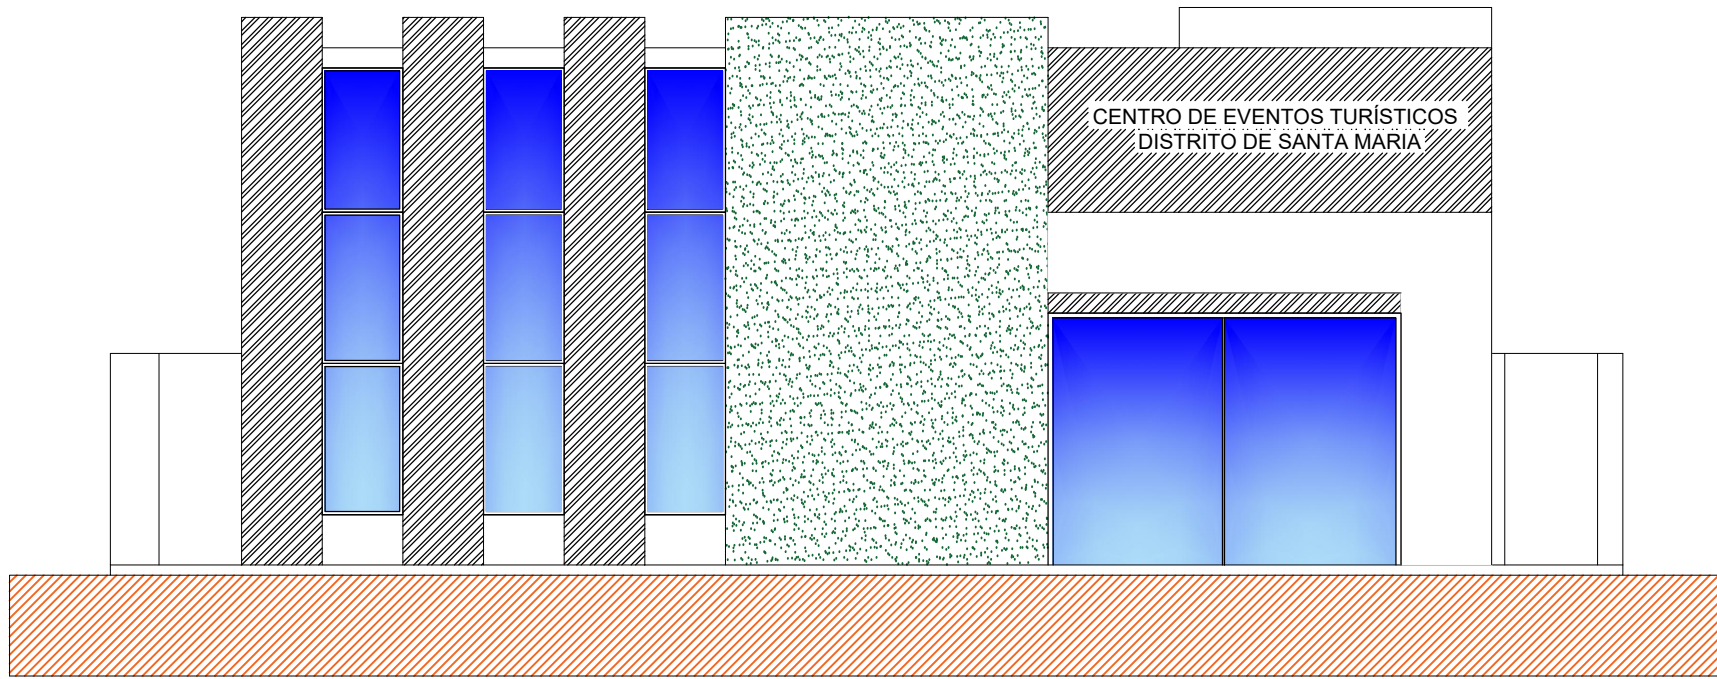 CENTRO DE EVENTOS TURÍSTICOS
DISTRITO DE SANTA MARIA